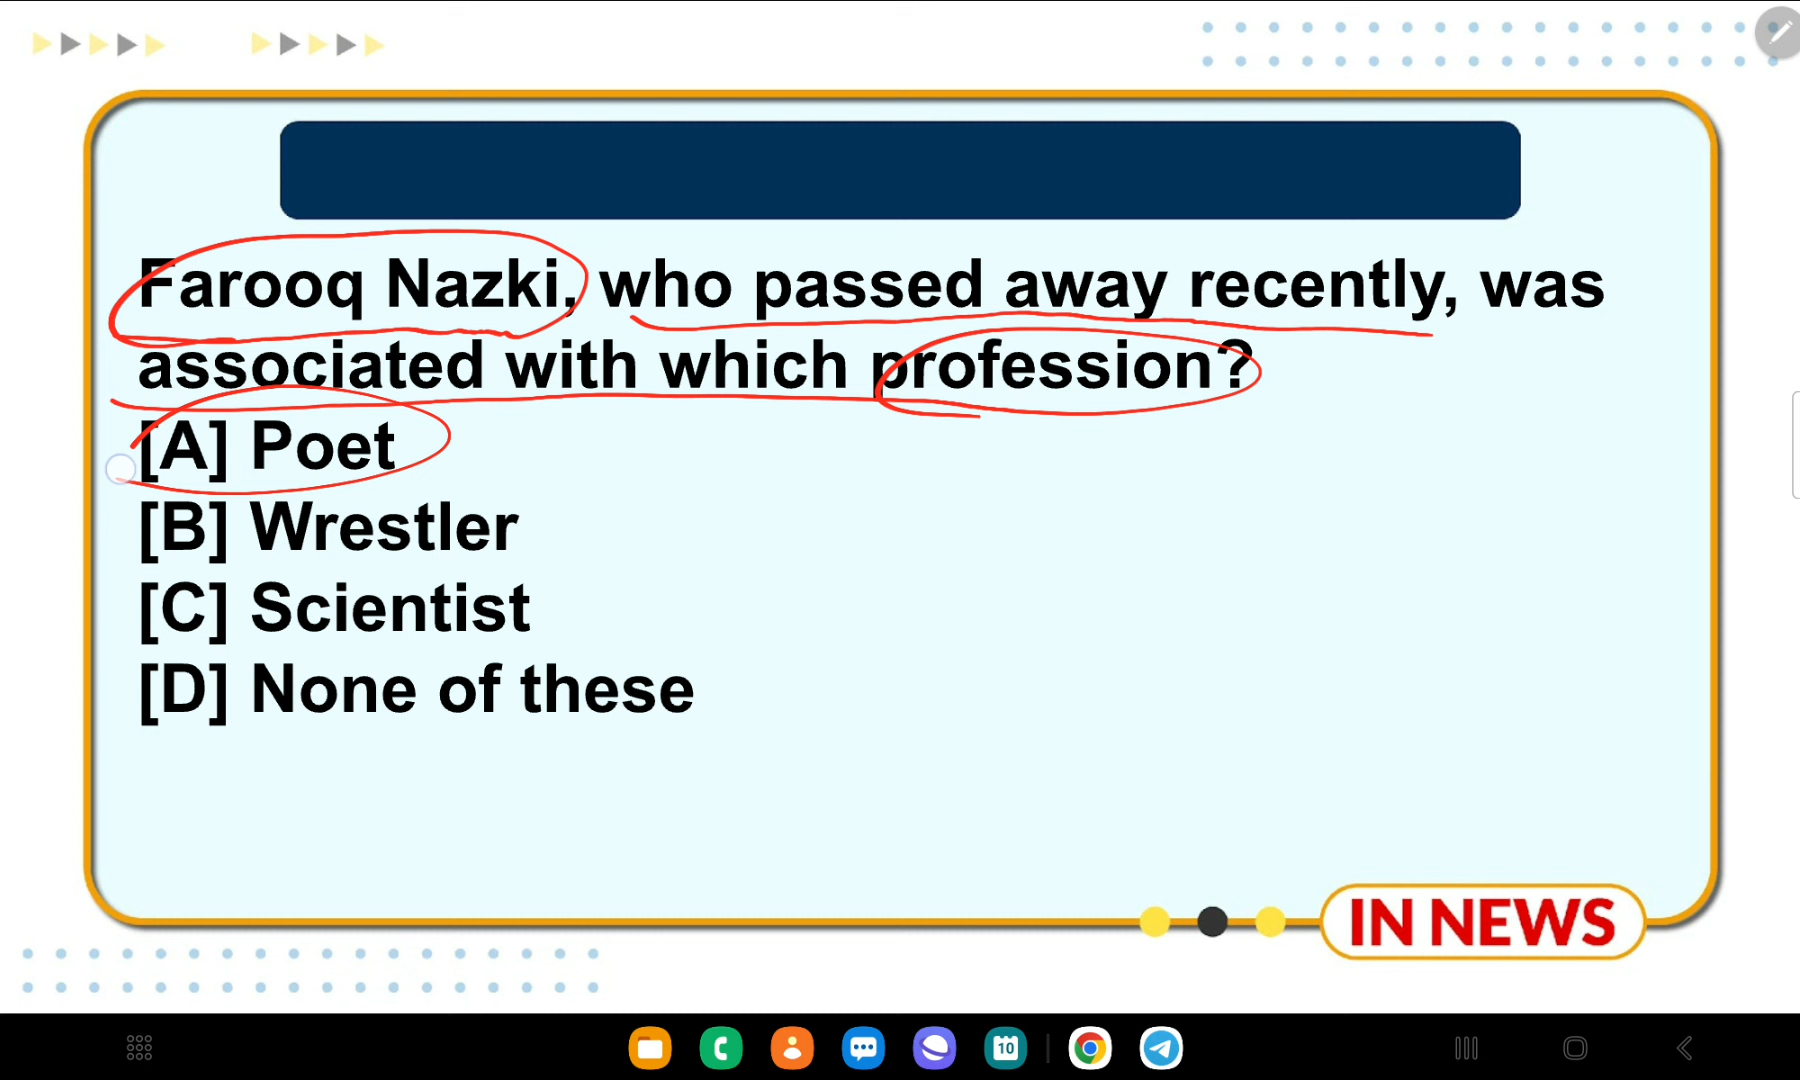 Farooq Nazki, who passed away recently, was
associated with which profession?
[A] Poet
[B] Wrestler
[C] Scientist
[D] None of these
IN NEWS
10